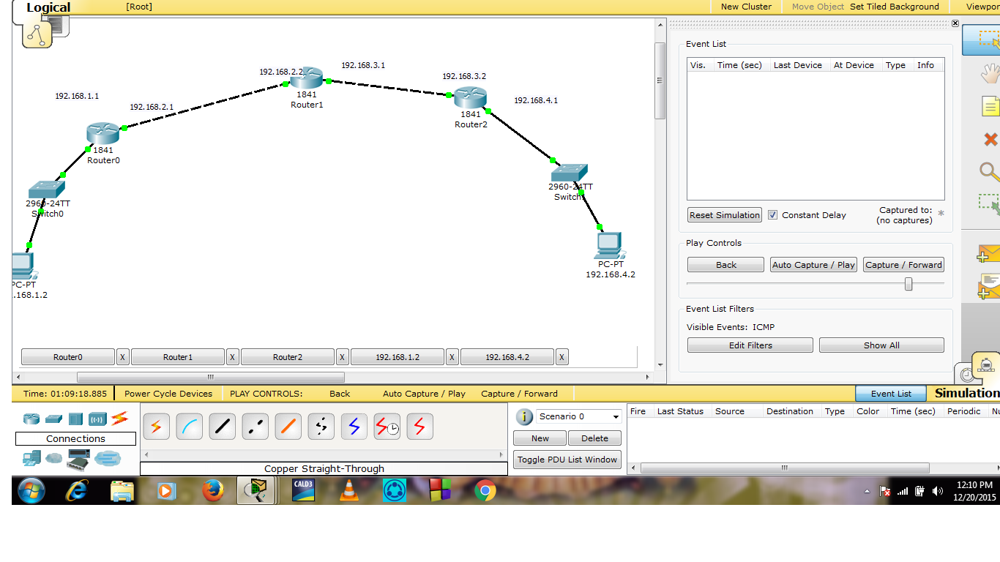 Logical
[Root]
New Cluster
Move Object
Set Tiled Background
Viewpor
192.168.1.1
192.168.2.1
192.168.2.2
192.168.3.1
192.168.3.2
192.168.4.1
1841
Router1
1841
Router2
1841
Router0
2960-24TT
Switch0
2960-24TT
Switch
PC-PT
.168.1.2
PC-PT
192.168.4.2
Router0 X
Router1 X
Router2 X
192.168.1.2 X
192.168.4.2 X
Event List
Vis. Time (sec) Last Device At Device Type Info
Reset Simulation
Constant Delay
Captured to:
(no captures)
*
Play Controls
Back
Auto Capture / Play
Capture / Forward
Event List Filters
Visible Events: ICMP
Edit Filters
Show All
Time: 01:09:18.885
Power Cycle Devices
PLAY CONTROLS:
Back
Auto Capture / Play
Capture / Forward
Event List
Simulation
Connections
Copper Straight-Through
i
Scenario 0
New
Delete
Toggle PDU List Window
Fire Last Status Source Destination Type Color Time (sec) Periodic Nu
CALD3
12:10 PM
12/20/2015